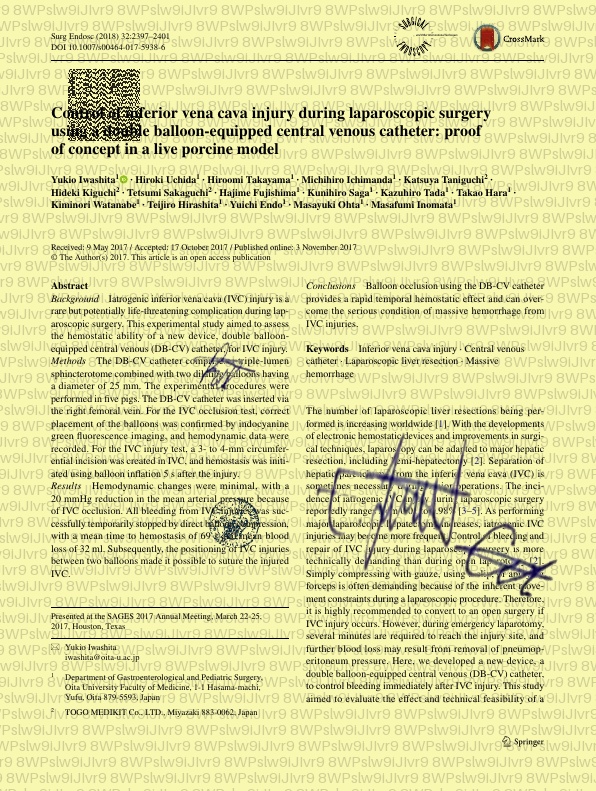 Surg Endosc (2018) 32:2397–2401
DOI 10.1007/s00464-017-5938-6
SURGICAL
ENDOSCOPY
CrossMark
Control of inferior vena cava injury during laparoscopic surgery
using a double balloon-equipped central venous catheter: proof
of concept in a live porcine model
Yukio Iwashita¹ · Hiroki Uchida¹ · Hiroomi Takayama¹ · Michihiro Ichimanda¹ · Katsuya Taniguchi² ·
Hideki Kiguchi² · Tetsumi Sakaguchi² · Hajime Fujishima¹ · Kunihiro Saga¹ · Kazuhiro Tada¹ · Takao Hara¹ ·
Kiminori Watanabe¹ · Teijiro Hirashita¹ · Yuichi Endo¹ · Masayuki Ohta¹ · Masafumi Inomata¹
Received: 9 May 2017 / Accepted: 17 October 2017 / Published online: 3 November 2017
© The Author(s) 2017. This article is an open access publication
Abstract
Background Iatrogenic inferior vena cava (IVC) injury is a
rare but potentially life-threatening complication during lap-
aroscopic surgery. This experimental study aimed to assess
the hemostatic ability of a new device, double balloon-
equipped central venous (DB-CV) catheter, for IVC injury.
Methods The DB-CV catheter comprises triple-lumen
sphincterotome combined with two dilating balloons having
a diameter of 25 mm. The experimental procedures were
performed in five pigs. The DB-CV catheter was inserted via
the right femoral vein. For the IVC occlusion test, correct
placement of the balloons was confirmed by indocyanine
green fluorescence imaging, and hemodynamic data were
recorded. For the IVC injury test, a 3- to 4-mm circumfer-
ential incision was created in IVC, and hemostasis was initi-
ated using balloon inflation 5 s after the injury.
Results Hemodynamic changes were minimal, with a
20 mmHg reduction in the mean arterial pressure because
of IVC occlusion. All bleeding from IVC injury was suc-
cessfully temporarily stopped by direct balloon compression,
with a mean time to hemostasis of 69 s and mean blood
loss of 32 ml. Subsequently, the positioning of IVC injuries
between two balloons made it possible to suture the injured
IVC.
Conclusions Balloon occlusion using the DB-CV catheter
provides a rapid temporal hemostatic effect and can over-
come the serious condition of massive hemorrhage from
IVC injuries.
Keywords Inferior vena cava injury · Central venous
catheter · Laparoscopic liver resection · Massive
hemorrhage
The number of laparoscopic liver resections being per-
formed is increasing worldwide [1]. With the developments
of electronic hemostatic devices and improvements in surgi-
cal techniques, laparoscopy can be adapted to major hepatic
resection, including hemi-hepatectomy [2]. Separation of
hepatic from the inferior vena cava (IVC) is
sometimes necessary during operations. The inci-
dence of iatrogenic IVC during laparoscopic surgery
reportedly ranges [3–5]. As performing
major laparoscopic hepatectomy increases, iatrogenic IVC
injuries may become more frequent. Control of bleeding and
repair of IVC injury during laparoscopic surgery is more
technically demanding than during open
Simply compressing with gauze, using
forceps is often demanding because of the inherent move-
ment constraints during a laparoscopic procedure. Therefore,
it is highly recommended to convert to an open surgery if
IVC injury occurs. However, during emergency laparotomy,
several minutes are required to reach the injury site, and
further blood loss may result from removal of pneumop-
eritoneum pressure. Here, we developed a new device, a
double balloon-equipped central venous (DB-CV) catheter,
to control bleeding immediately after IVC injury. This study
aimed to evaluate the effect and technical feasibility of a
Presented at the SAGES 2017 Annual Meeting, March 22-25,
2017, Houston, Texas
Yukio Iwashita
iwashita@oita-u.ac.jp
¹ Department of Gastroenterological and Pediatric Surgery,
Oita University Faculty of Medicine, 1-1 Hasama-machi,
Yufu, Oita 879-5593, Japan
² TOGO MEDIKIT Co., LTD., Miyazaki 883-0062, Japan
Springer